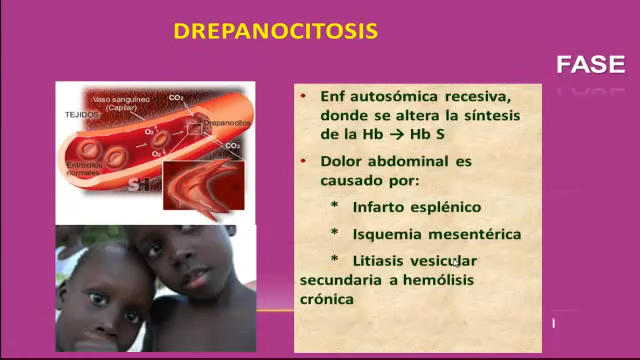 DREPANOCITOSIS
FASE
Vaso sanguíneo
(Capilar)
CO₂
TEJIDOS
O₂
Drepanocitos
O₂
CO₂
Eritrocitos
normales
• Enf autosómica recesiva,
donde se altera la síntesis
de la Hb → Hb S
• Dolor abdominal es
causado por:
* Infarto esplénico
* Isquemia mesentérica
* Litiasis vesicular
secundaria a hemólisis
crónica